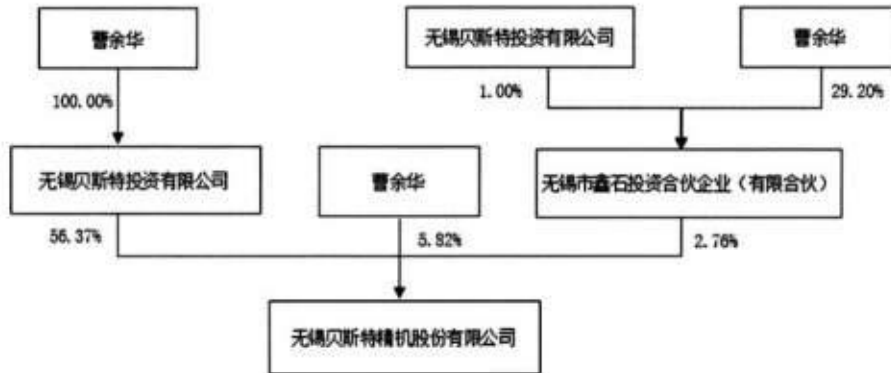 曹余华
无锡贝斯特投资有限公司
曹余华
100.00%
1.00%
29.20%
无锡贝斯特投资有限公司
曹余华
无锡市鑫石投资合伙企业（有限合伙）
56.37%
5.82%
2.76%
无锡贝斯特精机股份有限公司